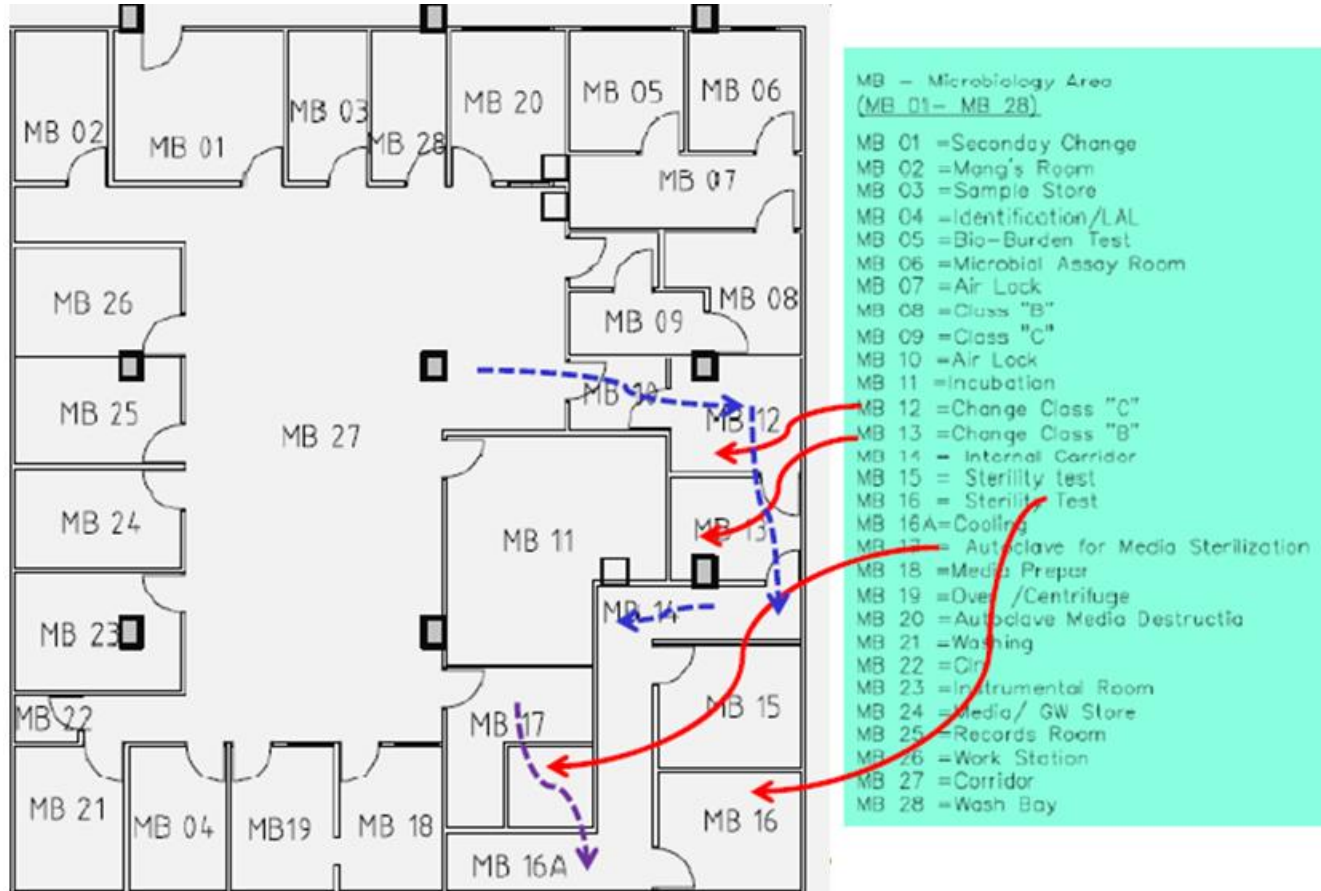 MB 02
MB 01
MB 03
MB 28
MB 20
MB 05
MB 06
MB 07
MB 26
MB 09
MB 08
MB 25
MB 27
MB 10
MB 12
MB 24
MB 11
MB 13
MB 23
MB 14
MB 22
MB 17
MB 15
MB 21
MB 04
MB19
MB 18
MB 16A
MB 16
MB - Microbiology Area
(MB 01- MB 28)
MB 01 =Seconday Change
MB 02 =Mang's Room
MB 03 =Sample Store
MB 04 =Identification/LAL
MB 05 =Bio-Burden Test
MB 06 =Microbial Assay Room
MB 07 =Air Lock
MB 08 =Class "B"
MB 09 =Class "C"
MB 10 =Air Lock
MB 11 =Incubation
MB 12 =Change Class "C"
MB 13 =Change Class "B"
MB 14 = Internal Corridor
MB 15 = Sterility test
MB 16 = Sterility Test
MB 16A=Cooling
MB 17 = Autoclave for Media Sterilization
MB 18 =Media Prepar
MB 19 =Oven /Centrifuge
MB 20 =Autoclave Media Destructia
MB 21 =Washing
MB 22 =
MB 23 =Instrumental Room
MB 24 =Media/ GW Store
MB 25 =Records Room
MB 26 =Work Station
MB 27 =Corridor
MB 28 =Wash Bay